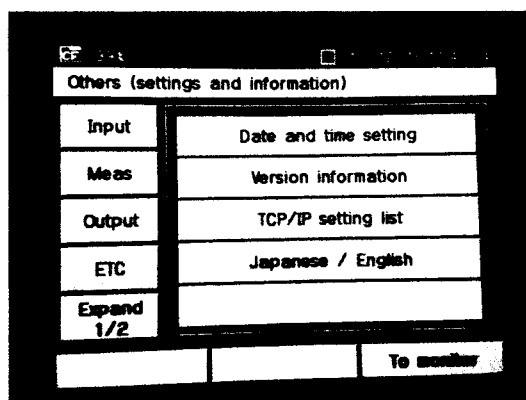 Others (settings and information)
Input
Date and time setting
Meas
Version information
Output
TCP/IP setting list
ETC
Japanese / English
Expand
1/2
To monitor